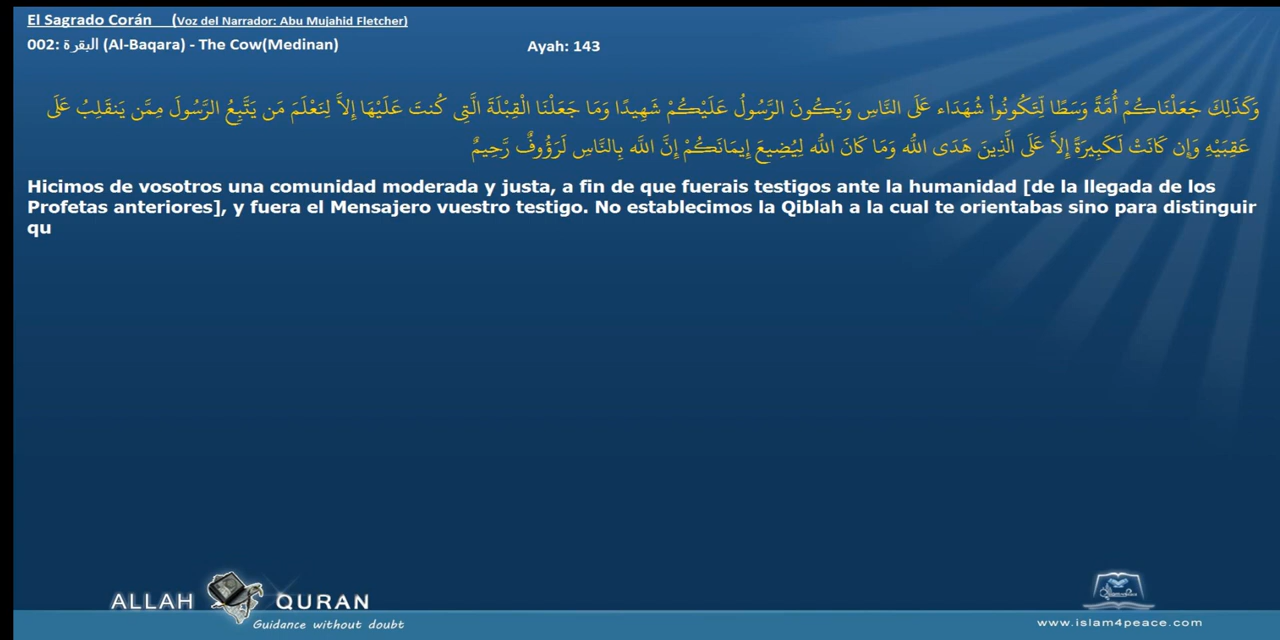 El Sagrado Corán (Voz del Narrador: Abu Mujahid Fletcher)
002: البقرة (Al-Baqara) - The Cow(Medinan) Ayah: 143
وَكَذَلِكَ جَعَلْنَاكُمْ أُمَّةً وَسَطًا لِّتَكُونُواْ شُهَدَاء عَلَى النَّاسِ وَيَكُونَ الرَّسُولُ عَلَيْكُمْ شَهِيدًا وَمَا جَعَلْنَا الْقِبْلَةَ الَّتِي كُنتَ عَلَيْهَا إِلاَّ لِنَعْلَمَ مَن يَتَّبِعُ الرَّسُولَ مِمَّن يَنقَلِبُ عَلَى
عَقِبَيْهِ وَإِن كَانَتْ لَكَبِيرَةً إِلاَّ عَلَى الَّذِينَ هَدَى اللّهُ وَمَا كَانَ اللّهُ لِيُضِيعَ إِيمَانَكُمْ إِنَّ اللّهَ بِالنَّاسِ لَرَؤُوفٌ رَّحِيمٌ
Hicimos de vosotros una comunidad moderada y justa, a fin de que fuerais testigos ante la humanidad [de la llegada de los
Profetas anteriores], y fuera el Mensajero vuestro testigo. No establecimos la Qiblah a la cual te orientabas sino para distinguir
qu
ALLAH QURAN
Guidance without doubt
www.islam4peace.com